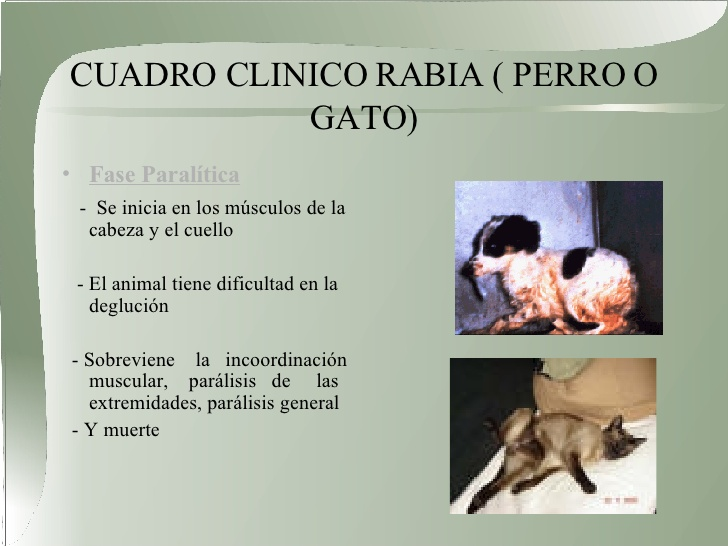 CUADRO CLINICO RABIA ( PERRO O
GATO)
• Fase Paralítica
- Se inicia en los músculos de la
cabeza y el cuello
- El animal tiene dificultad en la
deglución
- Sobreviene la incoordinación
muscular, parálisis de las
extremidades, parálisis general
- Y muerte